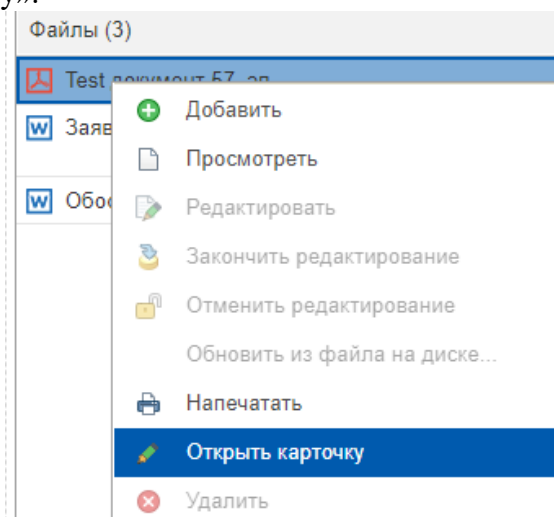 у».
Файлы (3)
Test документ 57 эл
Заяв
Обос
Добавить
Просмотреть
Редактировать
Закончить редактирование
Отменить редактирование
Обновить из файла на диске...
Напечатать
Открыть карточку
Удалить